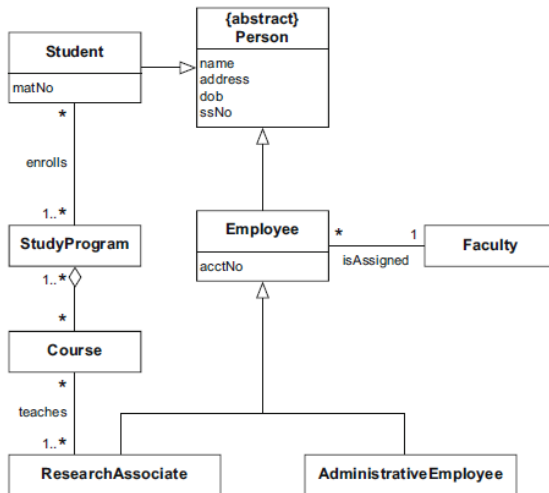 {abstract}
Person
name
address
dob
ssNo
Student
matNo
*
enrolls
1..*
StudyProgram
1..*
*
Course
*
teaches
1..*
ResearchAssociate
Employee
acctNo
*
1
isAssigned
Faculty
AdministrativeEmployee